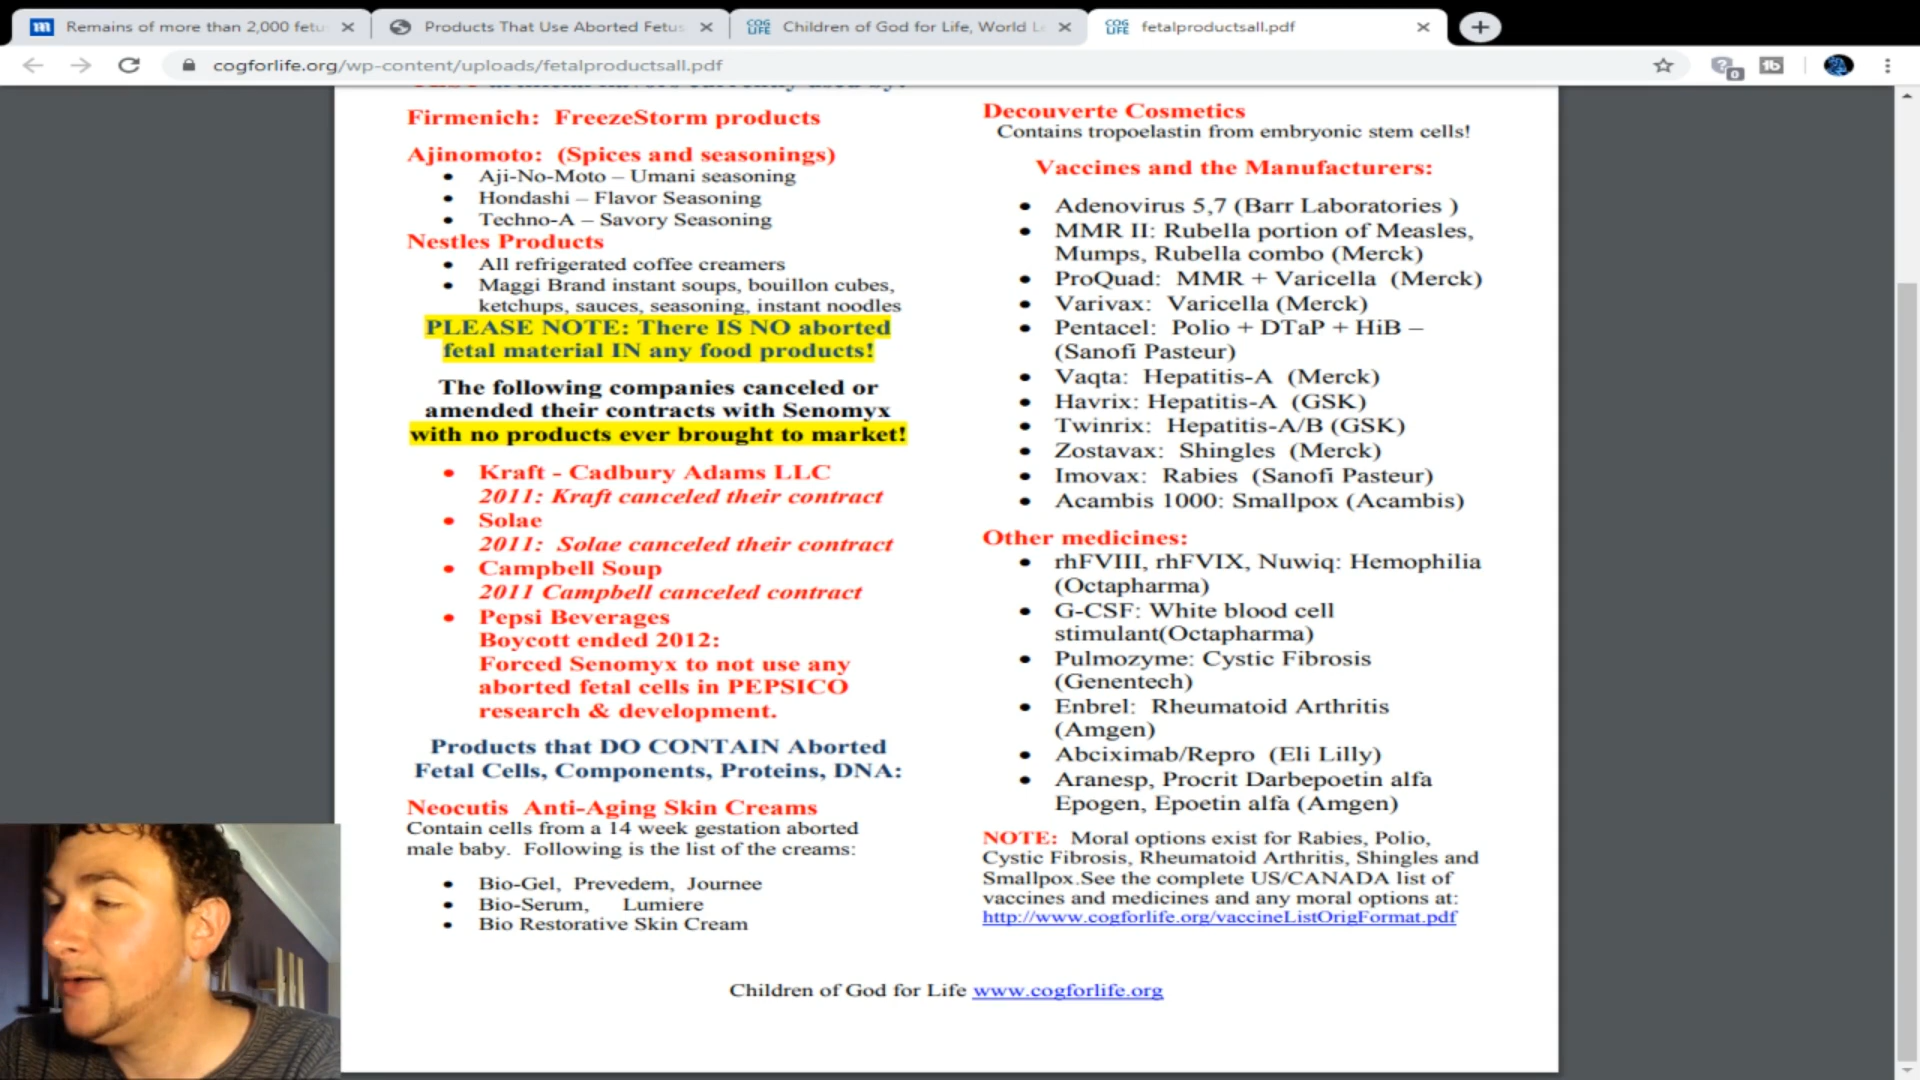 Remains of more than 2,000 fetu
Products That Use Aborted Fetus
COG LIFE
Children of God for Life, World Le
COG LIFE
fetalproductsall.pdf
cogforlife.org/wp-content/uploads/fetalproductsall.pdf
Firmenich: FreezeStorm products
Ajinomoto: (Spices and seasonings)
• Aji-No-Moto – Umani seasoning
• Hondashi – Flavor Seasoning
• Techno-A – Savory Seasoning
Nestles Products
• All refrigerated coffee creamers
• Maggi Brand instant soups, bouillon cubes,
ketchups, sauces, seasoning, instant noodles
PLEASE NOTE: There IS NO aborted
fetal material IN any food products!
The following companies canceled or
amended their contracts with Senomyx
with no products ever brought to market!
• Kraft - Cadbury Adams LLC
2011: Kraft canceled their contract
• Solae
2011: Solae canceled their contract
• Campbell Soup
2011 Campbell canceled contract
• Pepsi Beverages
Boycott ended 2012:
Forced Senomyx to not use any
aborted fetal cells in PEPSICO
research & development.
Products that DO CONTAIN Aborted
Fetal Cells, Components, Proteins, DNA:
Neocutis Anti-Aging Skin Creams
Contain cells from a 14 week gestation aborted
male baby. Following is the list of the creams:
• Bio-Gel, Prevedem, Journee
• Bio-Serum, Lumiere
• Bio Restorative Skin Cream
Decouverte Cosmetics
Contains tropoelastin from embryonic stem cells!
Vaccines and the Manufacturers:
• Adenovirus 5,7 (Barr Laboratories )
• MMR II: Rubella portion of Measles,
Mumps, Rubella combo (Merck)
• ProQuad: MMR + Varicella (Merck)
• Varivax: Varicella (Merck)
• Pentacel: Polio + DTaP + HiB –
(Sanofi Pasteur)
• Vaqta: Hepatitis-A (Merck)
• Havrix: Hepatitis-A (GSK)
• Twinrix: Hepatitis-A/B (GSK)
• Zostavax: Shingles (Merck)
• Imovax: Rabies (Sanofi Pasteur)
• Acambis 1000: Smallpox (Acambis)
Other medicines:
• rhFVIII, rhFVIX, Nuwiq: Hemophilia
(Octapharma)
• G-CSF: White blood cell
stimulant(Octapharma)
• Pulmozyme: Cystic Fibrosis
(Genentech)
• Enbrel: Rheumatoid Arthritis
(Amgen)
• Abciximab/Repro (Eli Lilly)
• Aranesp, Procrit Darbepoetin alfa
Epogen, Epoetin alfa (Amgen)
NOTE: Moral options exist for Rabies, Polio,
Cystic Fibrosis, Rheumatoid Arthritis, Shingles and
Smallpox.See the complete US/CANADA list of
vaccines and medicines and any moral options at:
http://www.cogforlife.org/vaccineListOrigFormat.pdf
Children of God for Life www.cogforlife.org